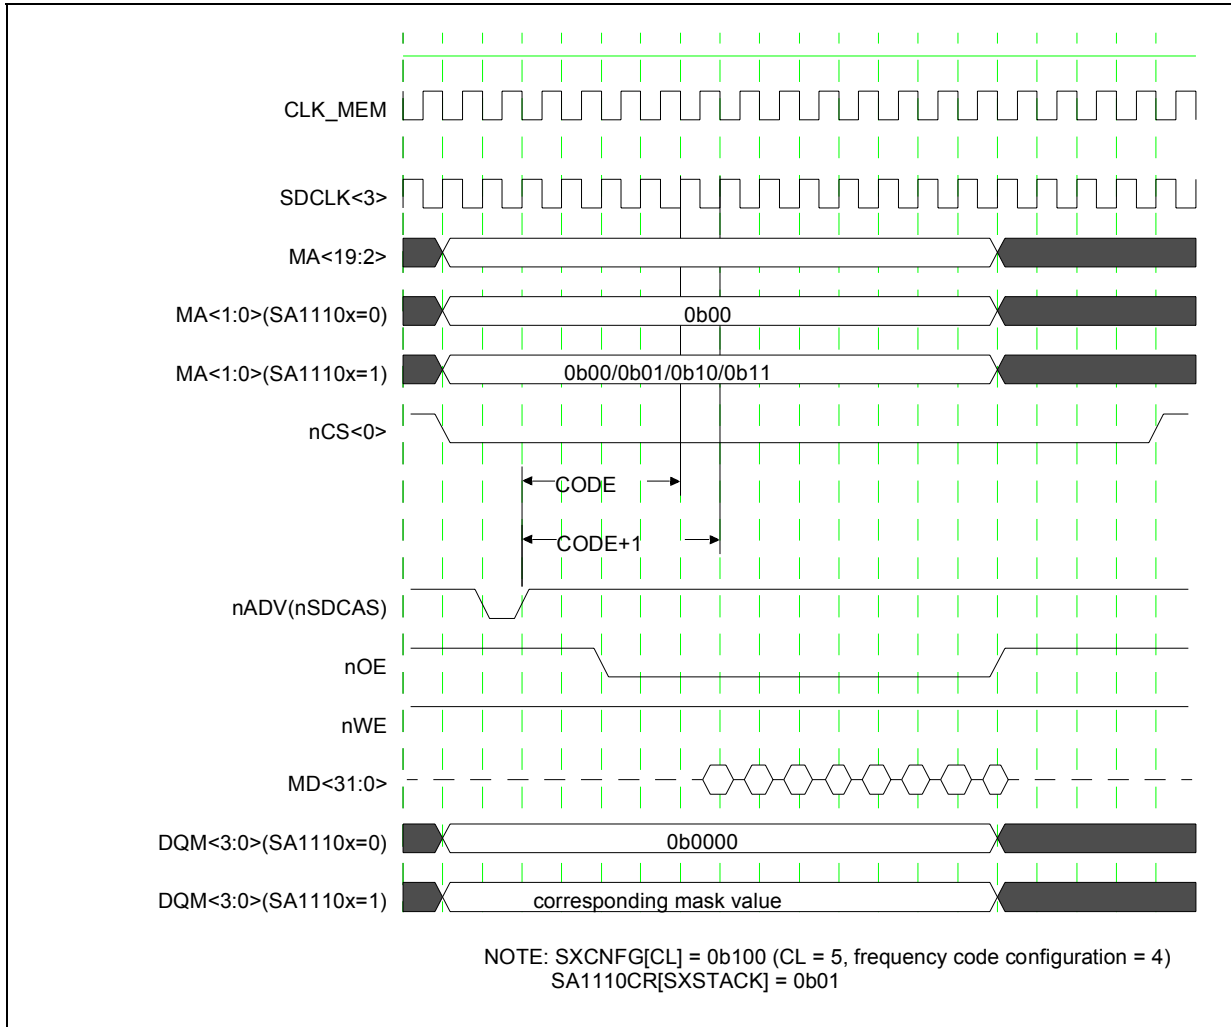 CLK_MEM
SDCLK<3>
MA<19:2>
MA<1:0>(SA1110x=0)
0b00
MA<1:0>(SA1110x=1)
0b00/0b01/0b10/0b11
nCS<0>
CODE
CODE+1
nADV(nSDCAS)
nOE
nWE
MD<31:0>
DQM<3:0>(SA1110x=0)
0b0000
DQM<3:0>(SA1110x=1)
corresponding mask value
NOTE: SXCNFG[CL] = 0b100 (CL = 5, frequency code configuration = 4)
SA1110CR[SXSTACK] = 0b01